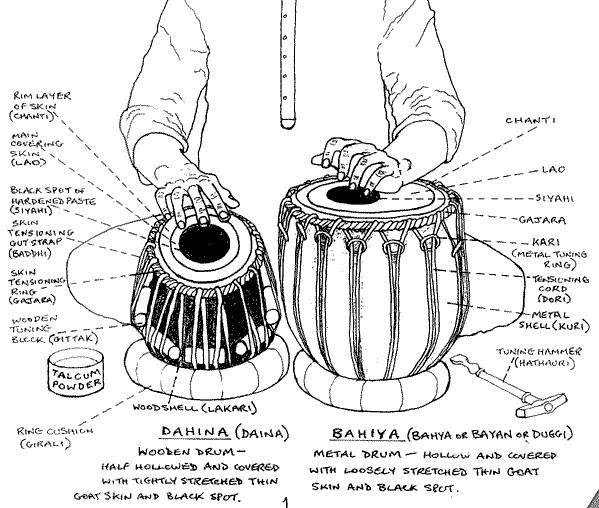 RIM LAYER
OF SKIN
(CHANTI)
MAIN
COVERING
SKIN
(LAO)
BLACK SPOT OF
HARDENED PASTE
(SIYAHI)
SKIN
TENSIONING
GUT STRAP
(BADDHI)
SKIN
TENSIONING
RING
(GAJARA)
WOODEN
TUNING
BLOCK (GITTAK)
TALCUM
POWDER
RING CUSHION
(GIRALI)
WOODSHELL (LAKARI)
CHANTI
LAO
SIYAHI
GAJARA
KARI
(METAL TUNING
RING)
TENSIONING
CORD
(DORI)
METAL
SHELL (KURI)
TUNING HAMMER
(HATHAURI)
DAHINA (DAINA)
WOODEN DRUM —
HALF HOLLOWED AND COVERED
WITH TIGHTLY STRETCHED THIN
GOAT SKIN AND BLACK SPOT.
BAHIYA (BAHYA OR BAYAN OR DUGGI)
METAL DRUM — HOLLOW AND COVERED
WITH LOOSELY STRETCHED THIN GOAT
SKIN AND BLACK SPOT.
1